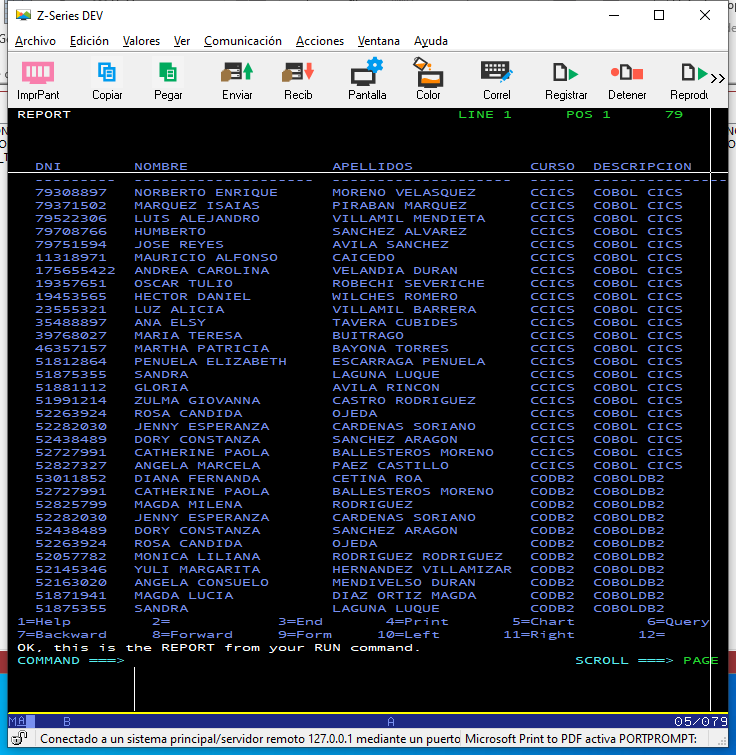 Z-Series DEV
Archivo Edición Valores Ver Comunicación Acciones Ventana Ayuda
ImprPant Copiar Pegar Enviar Recib Pantalla Color Correl Registrar Detener Reprodu
REPORT LINE 1 POS 1 79
DNI NOMBRE APELLIDOS CURSO DESCRIPCION
--------- -------------------- -------------------- ----- ---------------
79308897 NORBERTO ENRIQUE MORENO VELASQUEZ CCICS COBOL CICS
79371502 MARQUEZ ISAIAS PIRABAN MARQUEZ CCICS COBOL CICS
79522306 LUIS ALEJANDRO VILLAMIL MENDIETA CCICS COBOL CICS
79708766 HUMBERTO SANCHEZ ALVAREZ CCICS COBOL CICS
79751594 JOSE REYES AVILA SANCHEZ CCICS COBOL CICS
11318971 MAURICIO ALFONSO CAICEDO CCICS COBOL CICS
175655422 ANDREA CAROLINA VELANDIA DURAN CCICS COBOL CICS
19357651 OSCAR TULIO ROBECHI SEVERICHE CCICS COBOL CICS
19453565 HECTOR DANIEL WILCHES ROMERO CCICS COBOL CICS
23555321 LUZ ALICIA VILLAMIL BARRERA CCICS COBOL CICS
35488897 ANA ELSY TAVERA CUBIDES CCICS COBOL CICS
39768027 MARIA TERESA BUITRAGO CCICS COBOL CICS
46357157 MARTHA PATRICIA BAYONA TORRES CCICS COBOL CICS
51812864 PENUELA ELIZABETH ESCARRAGA PENUELA CCICS COBOL CICS
51875355 SANDRA LAGUNA LUQUE CCICS COBOL CICS
51881112 GLORIA AVILA RINCON CCICS COBOL CICS
51991214 ZULMA GIOVANNA CASTRO RODRIGUEZ CCICS COBOL CICS
52263924 ROSA CANDIDA OJEDA CCICS COBOL CICS
52282030 JENNY ESPERANZA CARDENAS SORIANO CCICS COBOL CICS
52438489 DORY CONSTANZA SANCHEZ ARAGON CCICS COBOL CICS
52727991 CATHERINE PAOLA BALLESTEROS MORENO CCICS COBOL CICS
52827327 ANGELA MARCELA PAEZ CASTILLO CCICS COBOL CICS
53011852 DIANA FERNANDA CETINA ROA CODB2 COBOLDB2
52727991 CATHERINE PAOLA BALLESTEROS MORENO CODB2 COBOLDB2
52825799 MAGDA MILENA RODRIGUEZ CODB2 COBOLDB2
52282030 JENNY ESPERANZA CARDENAS SORIANO CODB2 COBOLDB2
52438489 DORY CONSTANZA SANCHEZ ARAGON CODB2 COBOLDB2
52263924 ROSA CANDIDA OJEDA CODB2 COBOLDB2
52057782 MONICA LILIANA RODRIGUEZ RODRIGUEZ CODB2 COBOLDB2
52145346 YULI MARGARITA HERNANDEZ VILLAMIZAR CODB2 COBOLDB2
52163020 ANGELA CONSUELO MENDIVELSO DURAN CODB2 COBOLDB2
51871941 MAGDA LUCIA DIAZ ORTIZ MAGDA CODB2 COBOLDB2
51875355 SANDRA LAGUNA LUQUE CODB2 COBOLDB2
1=Help 2= 3=End 4=Print 5=Chart 6=Query
7=Backward 8=Forward 9=Form 10=Left 11=Right 12=
OK, this is the REPORT from your RUN command.
COMMAND ===> SCROLL ===> PAGE
MA B A 05/079
Conectado a un sistema principal/servidor remoto 127.0.0.1 mediante un puerto Microsoft Print to PDF activa PORTPROMPT: